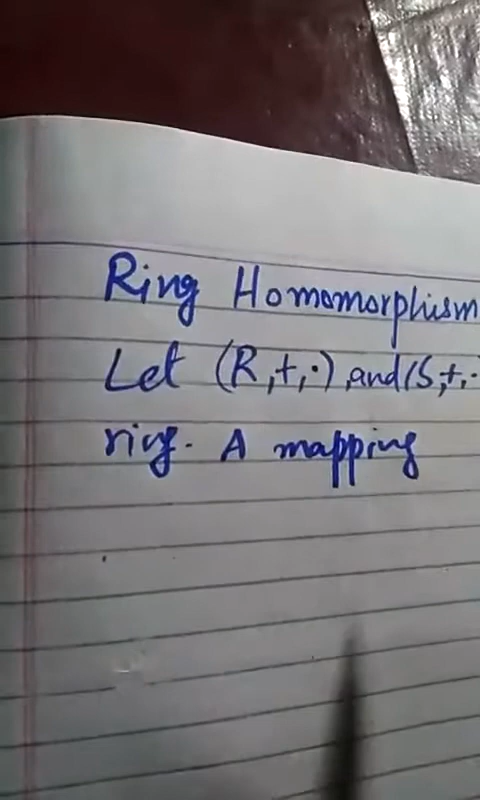 Ring Homomorphism
Let (R,+,·) and (S,+,·
ring. A mapping